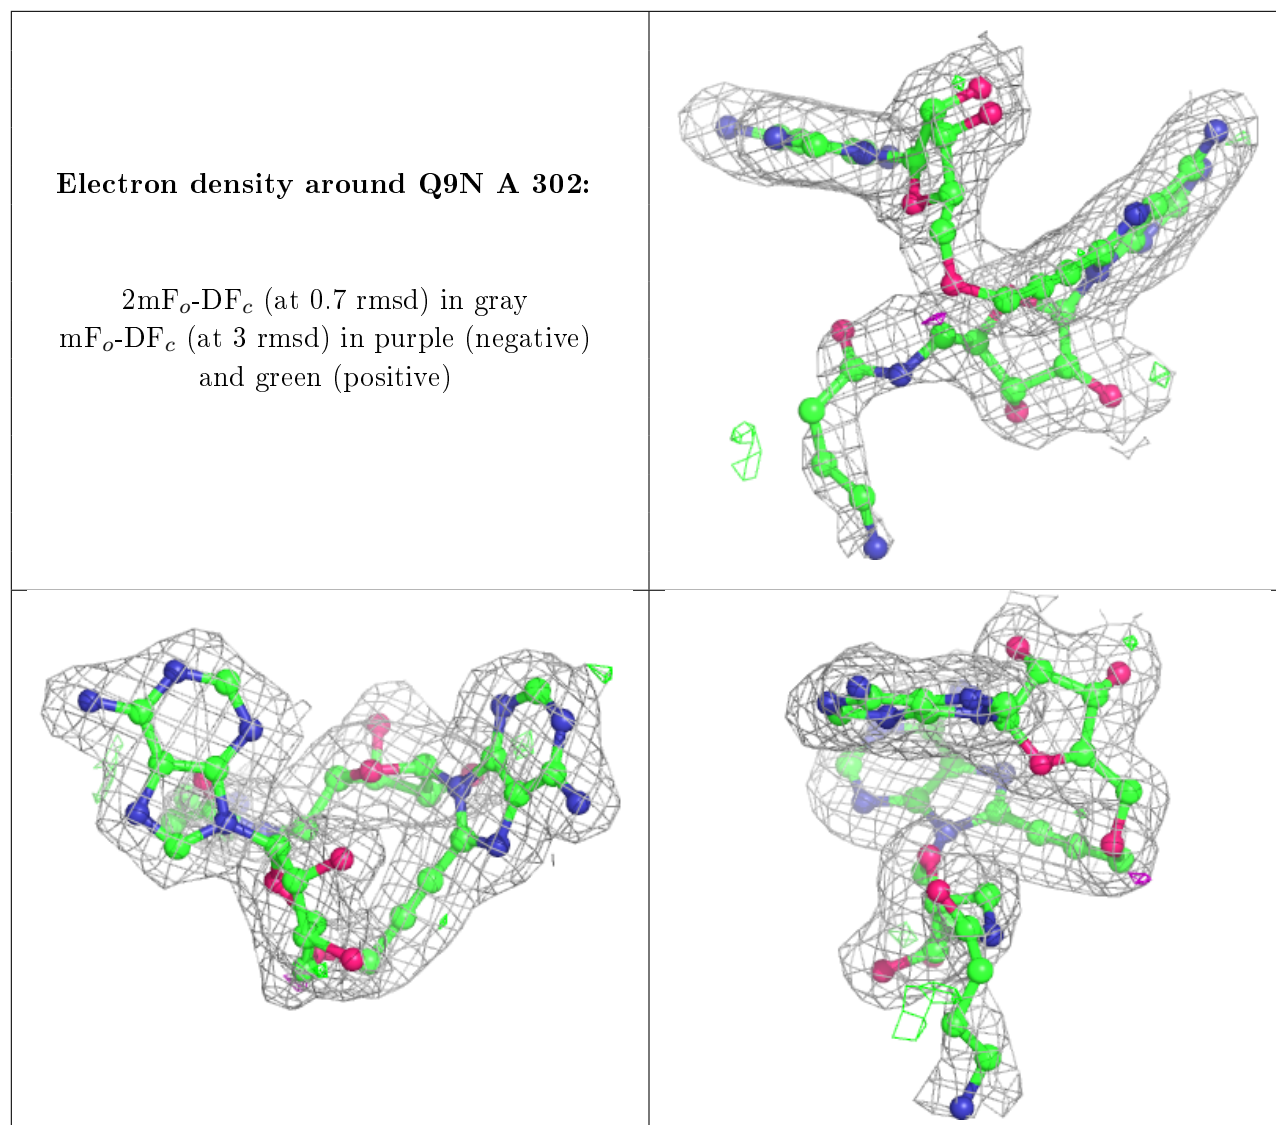 Electron density around Q9N A 302:
2mFₒ-DF𝒸 (at 0.7 rmsd) in gray
mFₒ-DF𝒸 (at 3 rmsd) in purple (negative)
and green (positive)